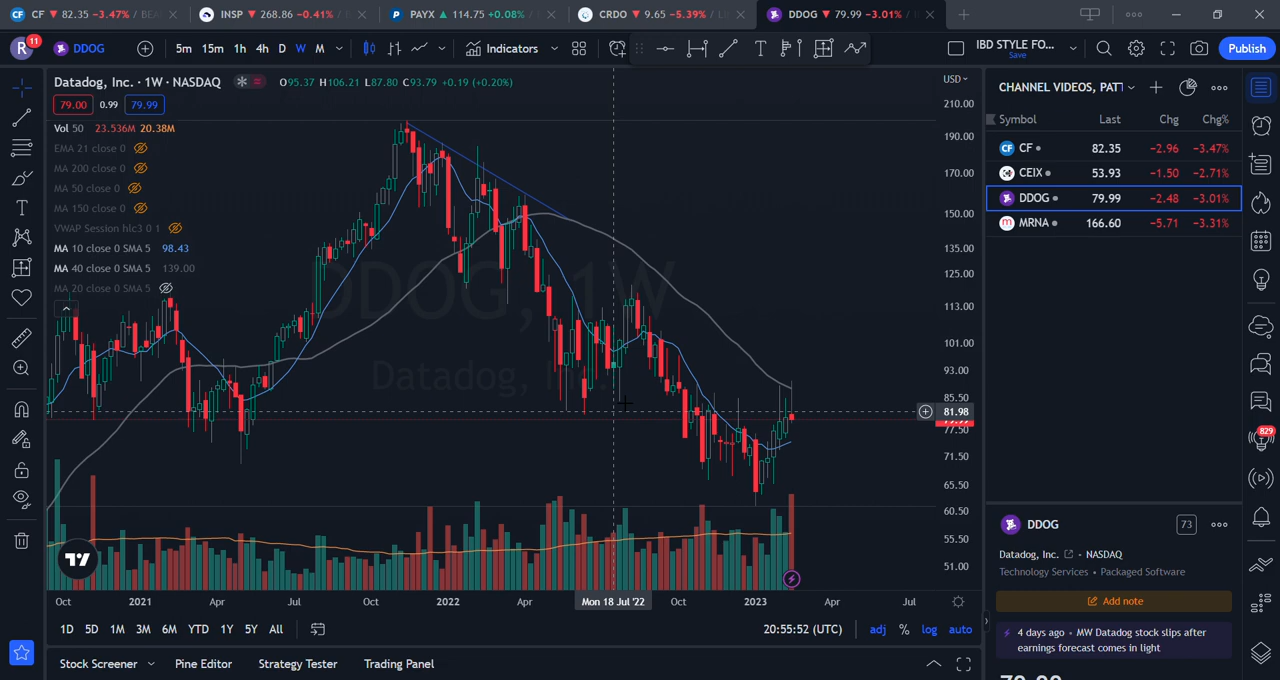 CF ▼ 82.35 −3.47% /
INSP ▼ 268.86 −0.41% /
PAYX ▲ 114.75 +0.08% /
CRDO ▼ 9.65 −5.39% /
DDOG ▼ 79.99 −3.01% /
R 11 DDOG 5m 15m 1h 4h D W M Indicators IBD STYLE FO... Save Publish
Datadog, Inc. · 1W · NASDAQ O95.37 H106.21 L87.80 C93.79 +0.19 (+0.20%)
79.00 0.99 79.99
Vol 50 23.536M 20.38M
EMA 21 close 0
MA 200 close 0
MA 50 close 0
MA 150 close 0
VWAP Session hlc3 0 1
MA 10 close 0 SMA 5 98.43
MA 40 close 0 SMA 5 139.00
MA 20 close 0 SMA 5
DDOG, 1W
Datadog, Inc.
USD
210.00
190.00
170.00
150.00
135.00
125.00
113.00
101.00
93.00
85.50
81.98
77.50
71.50
65.50
60.50
55.50
51.00
Oct 2021 Apr Jul Oct 2022 Apr Mon 18 Jul '22 Oct 2023 Apr Jul
1D 5D 1M 3M 6M YTD 1Y 5Y All 20:55:52 (UTC) adj % log auto
Stock Screener Pine Editor Strategy Tester Trading Panel
CHANNEL VIDEOS, PATT
Symbol Last Chg Chg%
CF 82.35 −2.96 −3.47%
CEIX 53.93 −1.50 −2.71%
DDOG 79.99 −2.48 −3.01%
MRNA 166.60 −5.71 −3.31%
DDOG 73
Datadog, Inc. • NASDAQ
Technology Services • Packaged Software
Add note
4 days ago • MW Datadog stock slips after
earnings forecast comes in light
829